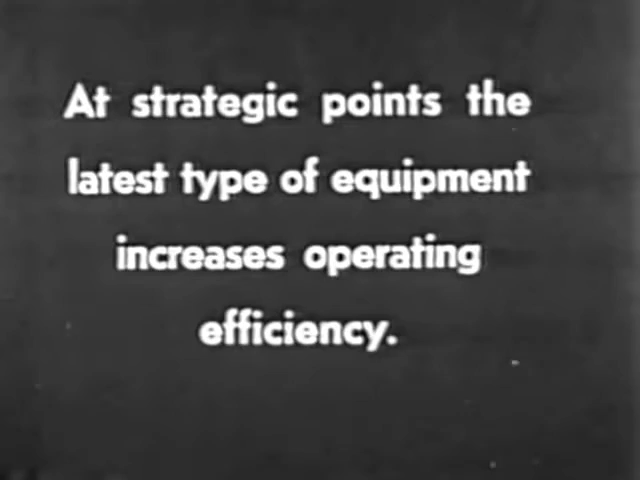 At strategic points the
latest type of equipment
increases operating
efficiency.